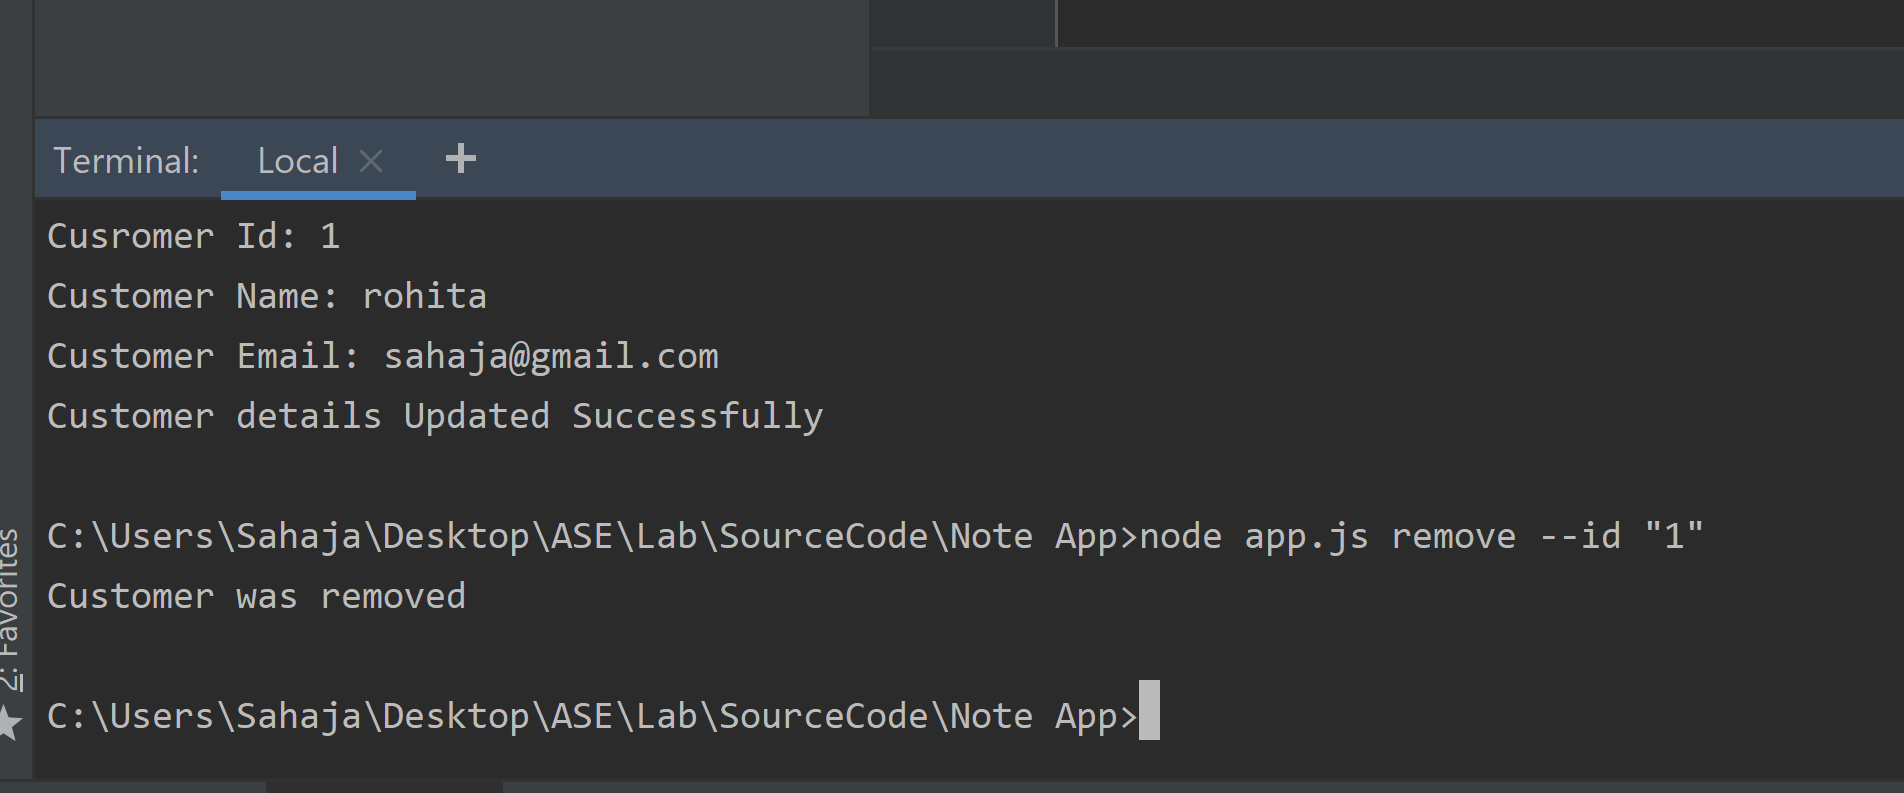 Terminal: Local × +
Cusromer Id: 1
Customer Name: rohita
Customer Email: sahaja@gmail.com
Customer details Updated Successfully
C:\Users\Sahaja\Desktop\ASE\Lab\SourceCode\Note App>node app.js remove --id "1"
Customer was removed
C:\Users\Sahaja\Desktop\ASE\Lab\SourceCode\Note App>
2: Favorites